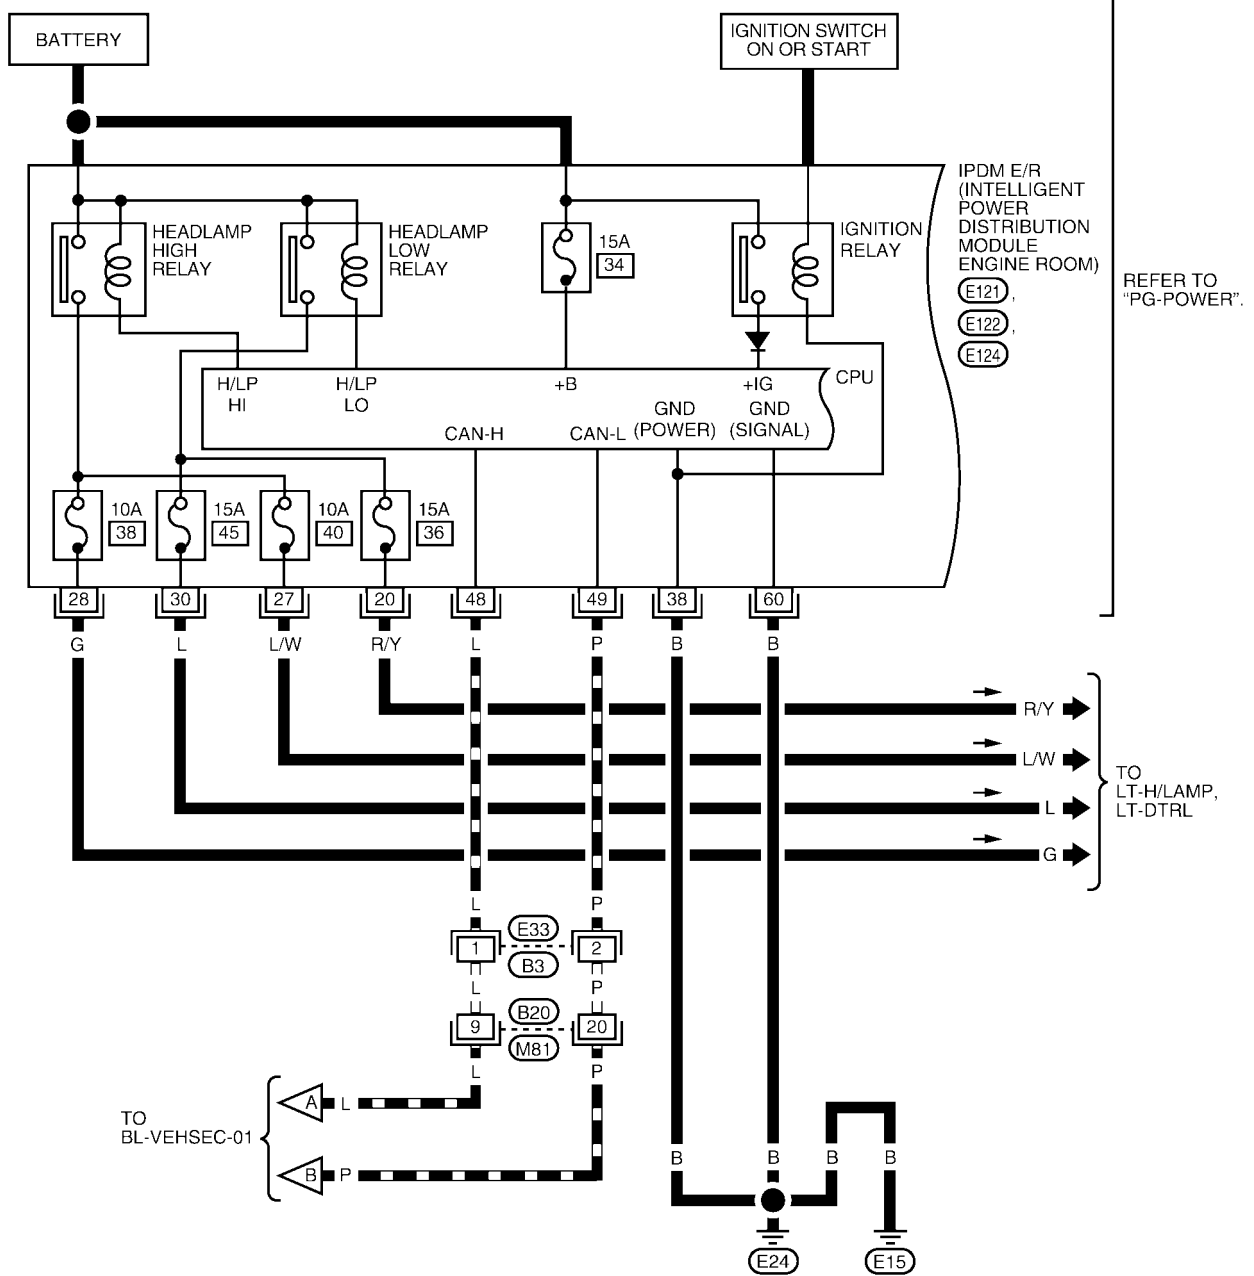 BATTERY
IGNITION SWITCH
ON OR START
IPDM E/R
(INTELLIGENT
POWER
DISTRIBUTION
MODULE
ENGINE ROOM)
E121 ,
E122 ,
E124
REFER TO
"PG-POWER".
HEADLAMP
HIGH
RELAY
HEADLAMP
LOW
RELAY
15A
34
IGNITION
RELAY
H/LP
HI
H/LP
LO
+B
+IG
CPU
CAN-H
CAN-L
GND
(POWER)
GND
(SIGNAL)
10A
38
15A
45
10A
40
15A
36
28 30 27 20 48 49 38 60
G L L/W R/Y L P B B
R/Y
L/W
L
G
TO
LT-H/LAMP,
LT-DTRL
L P
1 E33 2
B3
L P
9 B20 20
M81
L P
TO
BL-VEHSEC-01
A L
B P
B B B B
E24 E15